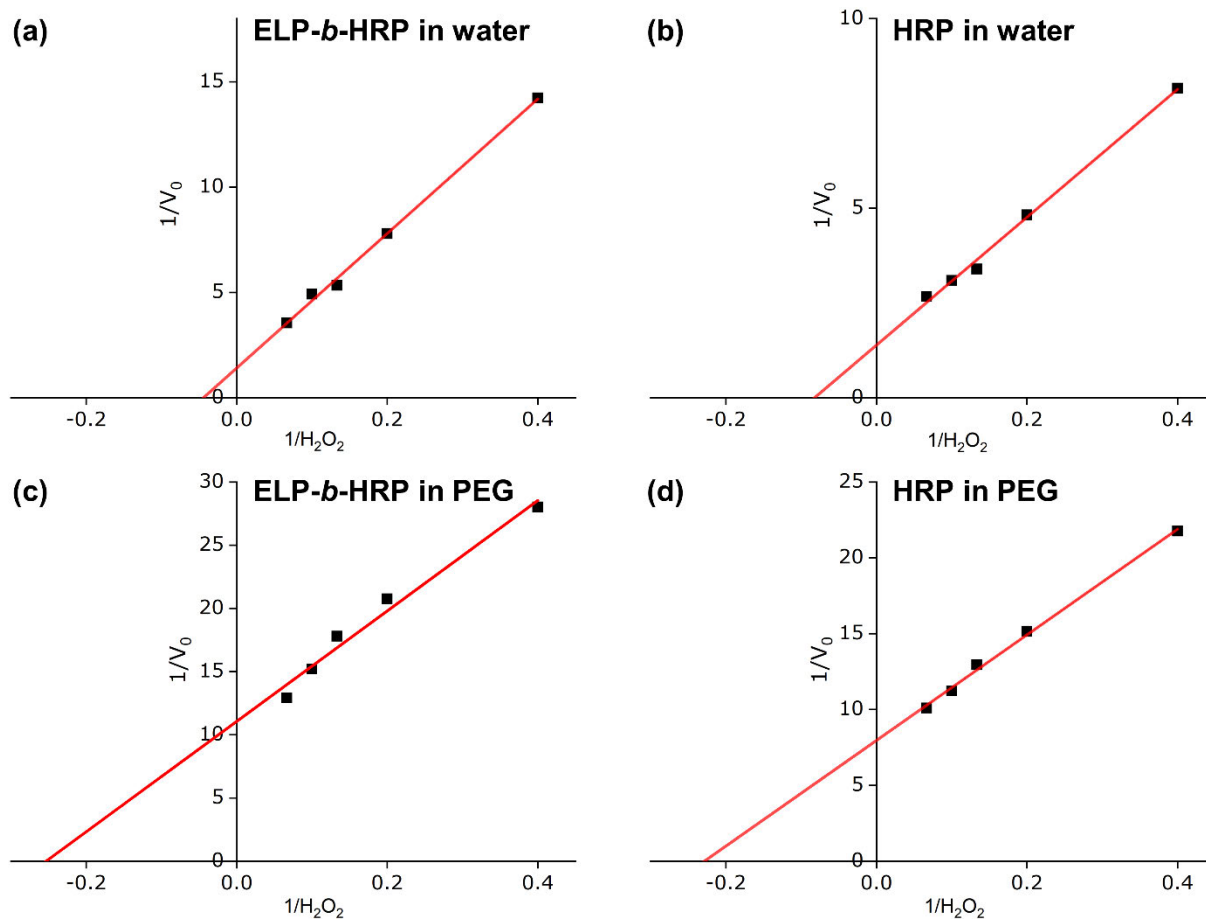 (a) ELP-b-HRP in water
15
10
5
0
1/V₀
-0.2 0.0 0.2 0.4
1/H₂O₂
(b) HRP in water
10
5
0
1/V₀
-0.2 0.0 0.2 0.4
1/H₂O₂
(c) ELP-b-HRP in PEG
30
25
20
15
10
5
0
1/V₀
-0.2 0.0 0.2 0.4
1/H₂O₂
(d) HRP in PEG
25
20
15
10
5
0
1/V₀
-0.2 0.0 0.2 0.4
1/H₂O₂